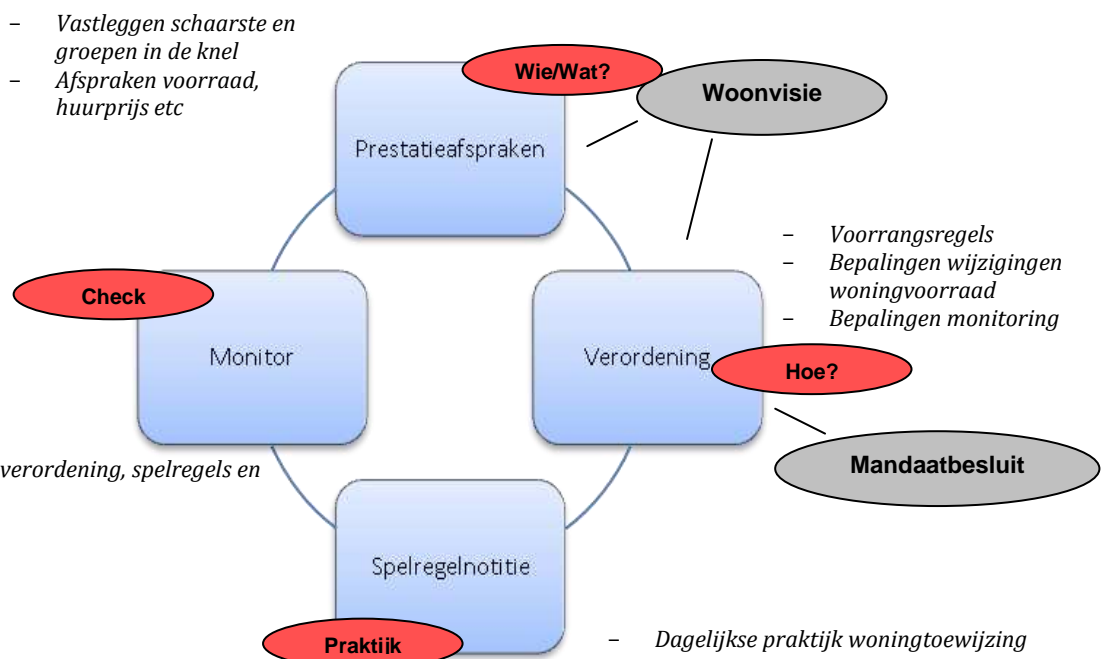 – Vastleggen schaarste en
groepen in de knel
– Afspraken voorraad,
huurprijs etc
Wie/Wat?
Woonvisie
Prestatieafspraken
– Voorrangsregels
– Bepalingen wijzigingen
woningvoorraad
– Bepalingen monitoring
Check
Monitor
Verordening
Hoe?
verordening, spelregels en
Mandaatbesluit
Spelregelnotitie
Praktijk
– Dagelijkse praktijk woningtoewijzing